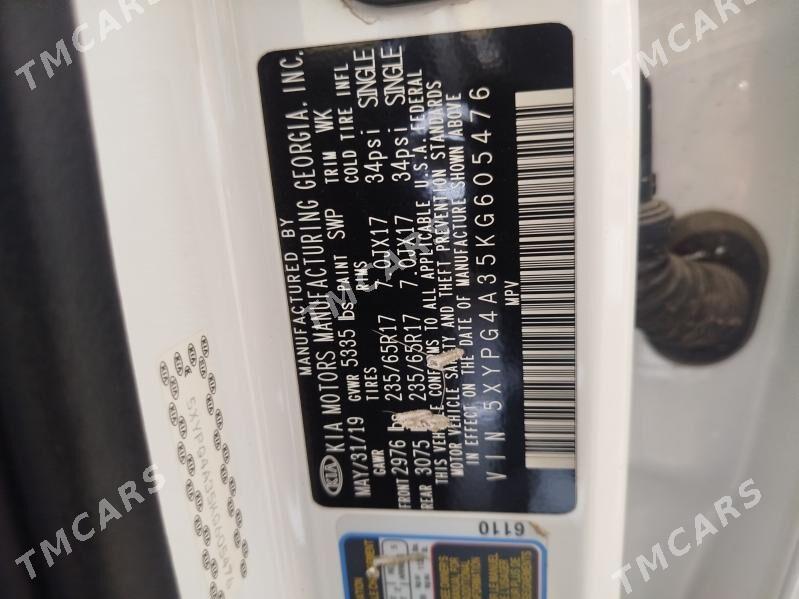 MANUFACTURED BY
KIA KIA MOTORS MANUFACTURING GEORGIA, INC.
MAY/31/19 GVWR 5335 lbs PAINT SWP TRIM WK
GAWR TIRES RIMS COLD TIRE INFL
FRONT 2976 235/65R17 7.0JX17 34psi SINGLE
REAR 3075 235/65R17 7.0JX17 34psi SINGLE
THIS VEHICLE CONFORMS TO ALL APPLICABLE U.S.A. FEDERAL
MOTOR VEHICLE SAFETY AND THEFT PREVENTION STANDARDS
IN EFFECT ON THE DATE OF MANUFACTURE SHOWN ABOVE
VIN 5XYPG4A35KG605476
MPV
5XYPG4A35KG605476
6110
TMCARS
TMCARS
TMCARS
TMCARS
TMCARS